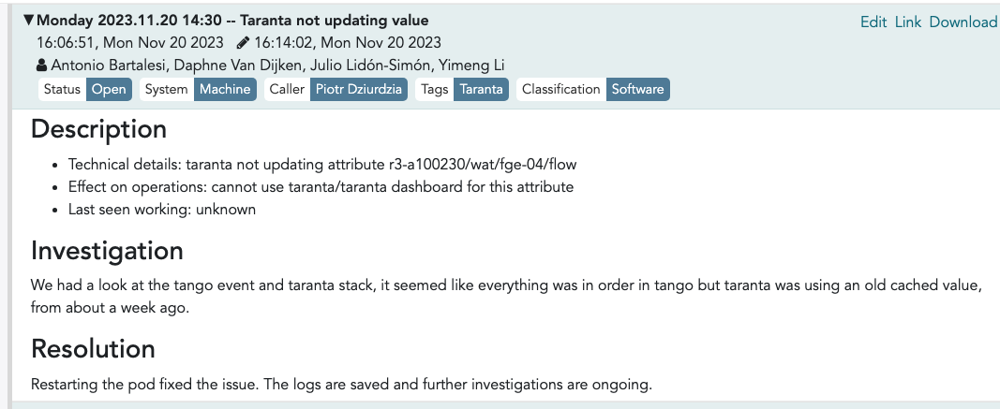 ▼Monday 2023.11.20 14:30 -- Taranta not updating value
Edit Link Download
16:06:51, Mon Nov 20 2023 16:14:02, Mon Nov 20 2023
Antonio Bartalesi, Daphne Van Dijken, Julio Lidón-Simón, Yimeng Li
Status Open System Machine Caller Piotr Dziurdzia Tags Taranta Classification Software
Description
• Technical details: taranta not updating attribute r3-a100230/wat/fge-04/flow
• Effect on operations: cannot use taranta/taranta dashboard for this attribute
• Last seen working: unknown
Investigation
We had a look at the tango event and taranta stack, it seemed like everything was in order in tango but taranta was using an old cached value,
from about a week ago.
Resolution
Restarting the pod fixed the issue. The logs are saved and further investigations are ongoing.